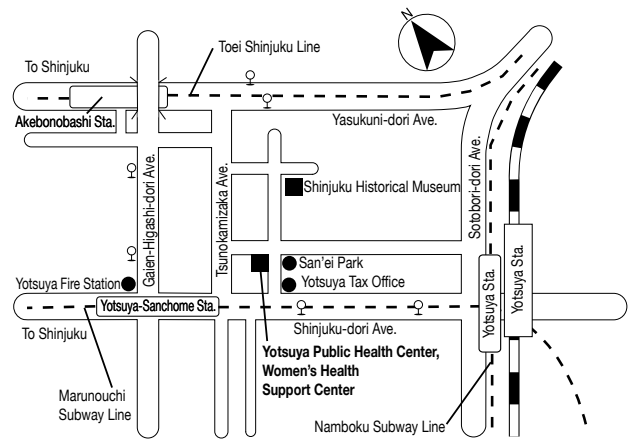 N
To Shinjuku
Toei Shinjuku Line
Akebonobashi Sta.
Yasukuni-dori Ave.
Gaien-Higashi-dori Ave.
Tsunokamizaka Ave.
Sotobori-dori Ave.
Shinjuku Historical Museum
San'ei Park
Yotsuya Tax Office
Yotsuya Fire Station
Yotsuya-Sanchome Sta.
Yotsuya Sta.
Yotsuya Sta.
To Shinjuku
Shinjuku-dori Ave.
Yotsuya Public Health Center,
Women's Health
Support Center
Marunouchi
Subway Line
Namboku Subway Line